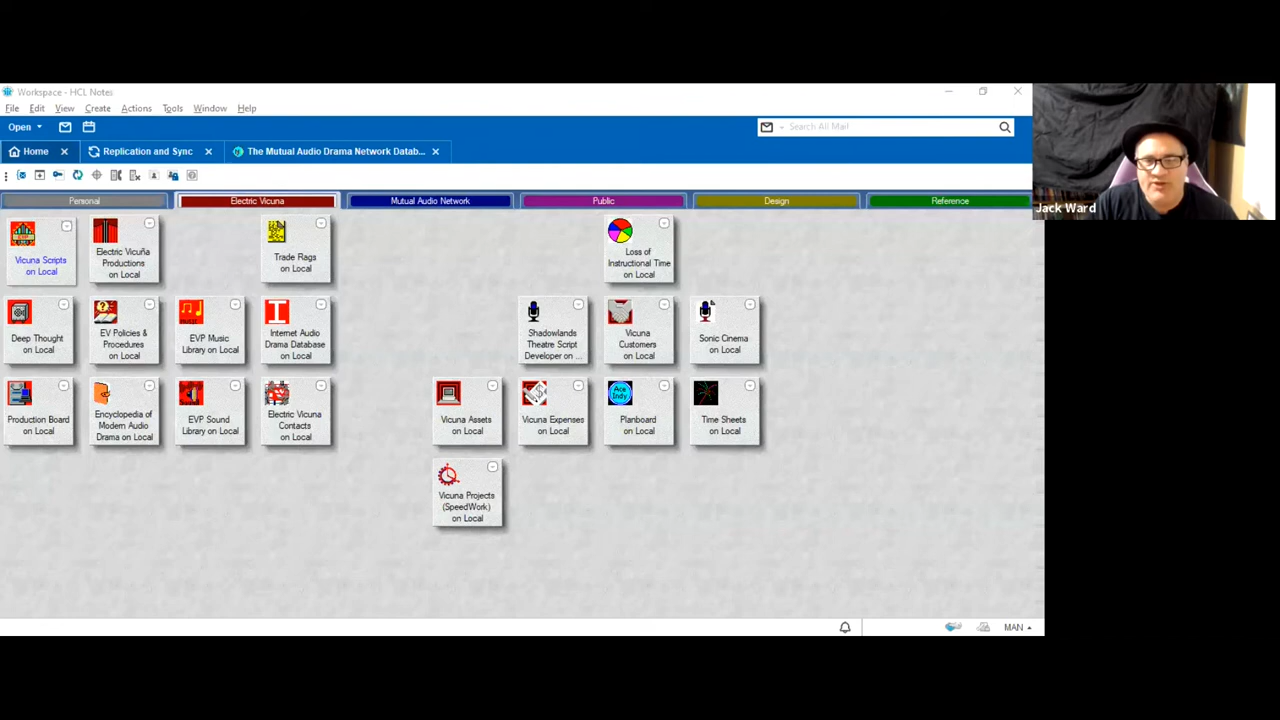 Workspace - HCL Notes
File Edit View Create Actions Tools Window Help
Open Search All Mail
Home Replication and Sync The Mutual Audio Drama Network Datab...
Jack Ward
Personal Electric Vicuna Mutual Audio Network Public Design Reference
Vicuna Scripts
on Local
Electric Vicuña
Productions
on Local
Trade Rags
on Local
Loss of
Instructional Time
on Local
Deep Thought
on Local
EV Policies &
Procedures
on Local
MUSIC
EVP Music
Library on Local
I
Internet Audio
Drama Database
on Local
Shadowlands
Theatre Script
Developer on ...
Vicuna
Customers
on Local
Sonic Cinema
on Local
Production Board
on Local
Encyclopedia of
Modern Audio
Drama on Local
EVP Sound
Library on Local
Electric Vicuna
Contacts
on Local
Vicuna Assets
on Local
Vicuna Expenses
on Local
Ace
Indy
Planboard
on Local
Time Sheets
on Local
Vicuna Projects
(SpeedWork)
on Local
MAN